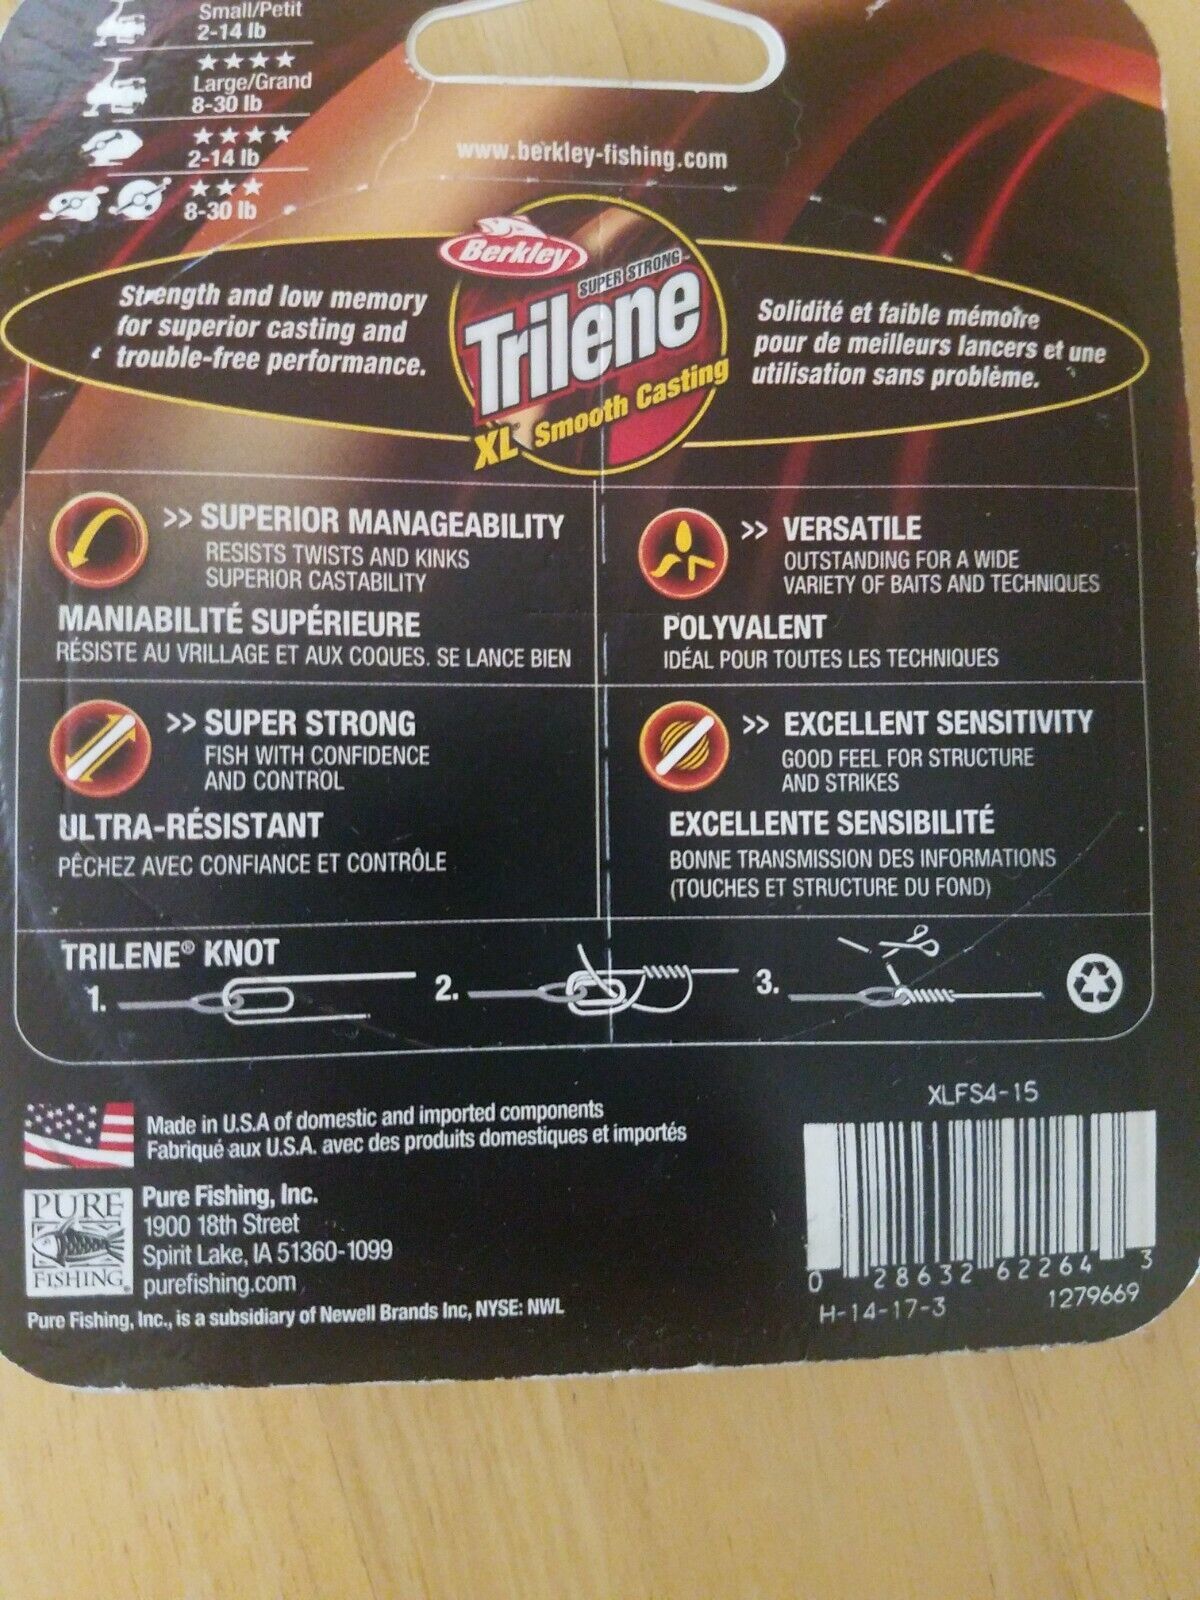 Small/Petit
2-14 lb
★★★★
Large/Grand
8-30 lb
★★★★
2-14 lb
★★★
8-30 lb
www.berkley-fishing.com
Berkley
SUPER STRONG
Trilene
XL Smooth Casting
Strength and low memory
for superior casting and
trouble-free performance.
Solidité et faible mémoire
pour de meilleurs lancers et une
utilisation sans problème.
>> SUPERIOR MANAGEABILITY
RESISTS TWISTS AND KINKS
SUPERIOR CASTABILITY
MANIABILITÉ SUPÉRIEURE
RÉSISTE AU VRILLAGE ET AUX COQUES. SE LANCE BIEN
>> VERSATILE
OUTSTANDING FOR A WIDE
VARIETY OF BAITS AND TECHNIQUES
POLYVALENT
IDÉAL POUR TOUTES LES TECHNIQUES
>> SUPER STRONG
FISH WITH CONFIDENCE
AND CONTROL
ULTRA-RÉSISTANT
PÊCHEZ AVEC CONFIANCE ET CONTRÔLE
>> EXCELLENT SENSITIVITY
GOOD FEEL FOR STRUCTURE
AND STRIKES
EXCELLENTE SENSIBILITÉ
BONNE TRANSMISSION DES INFORMATIONS
(TOUCHES ET STRUCTURE DU FOND)
TRILENE® KNOT
1. 2. 3.
Made in U.S.A of domestic and imported components
Fabriqué aux U.S.A. avec des produits domestiques et importés
PURE
FISHING
Pure Fishing, Inc.
1900 18th Street
Spirit Lake, IA 51360-1099
purefishing.com
Pure Fishing, Inc., is a subsidiary of Newell Brands Inc, NYSE: NWL
XLFS4-15
0 28632 62264 3
H-14-17-3 1279669